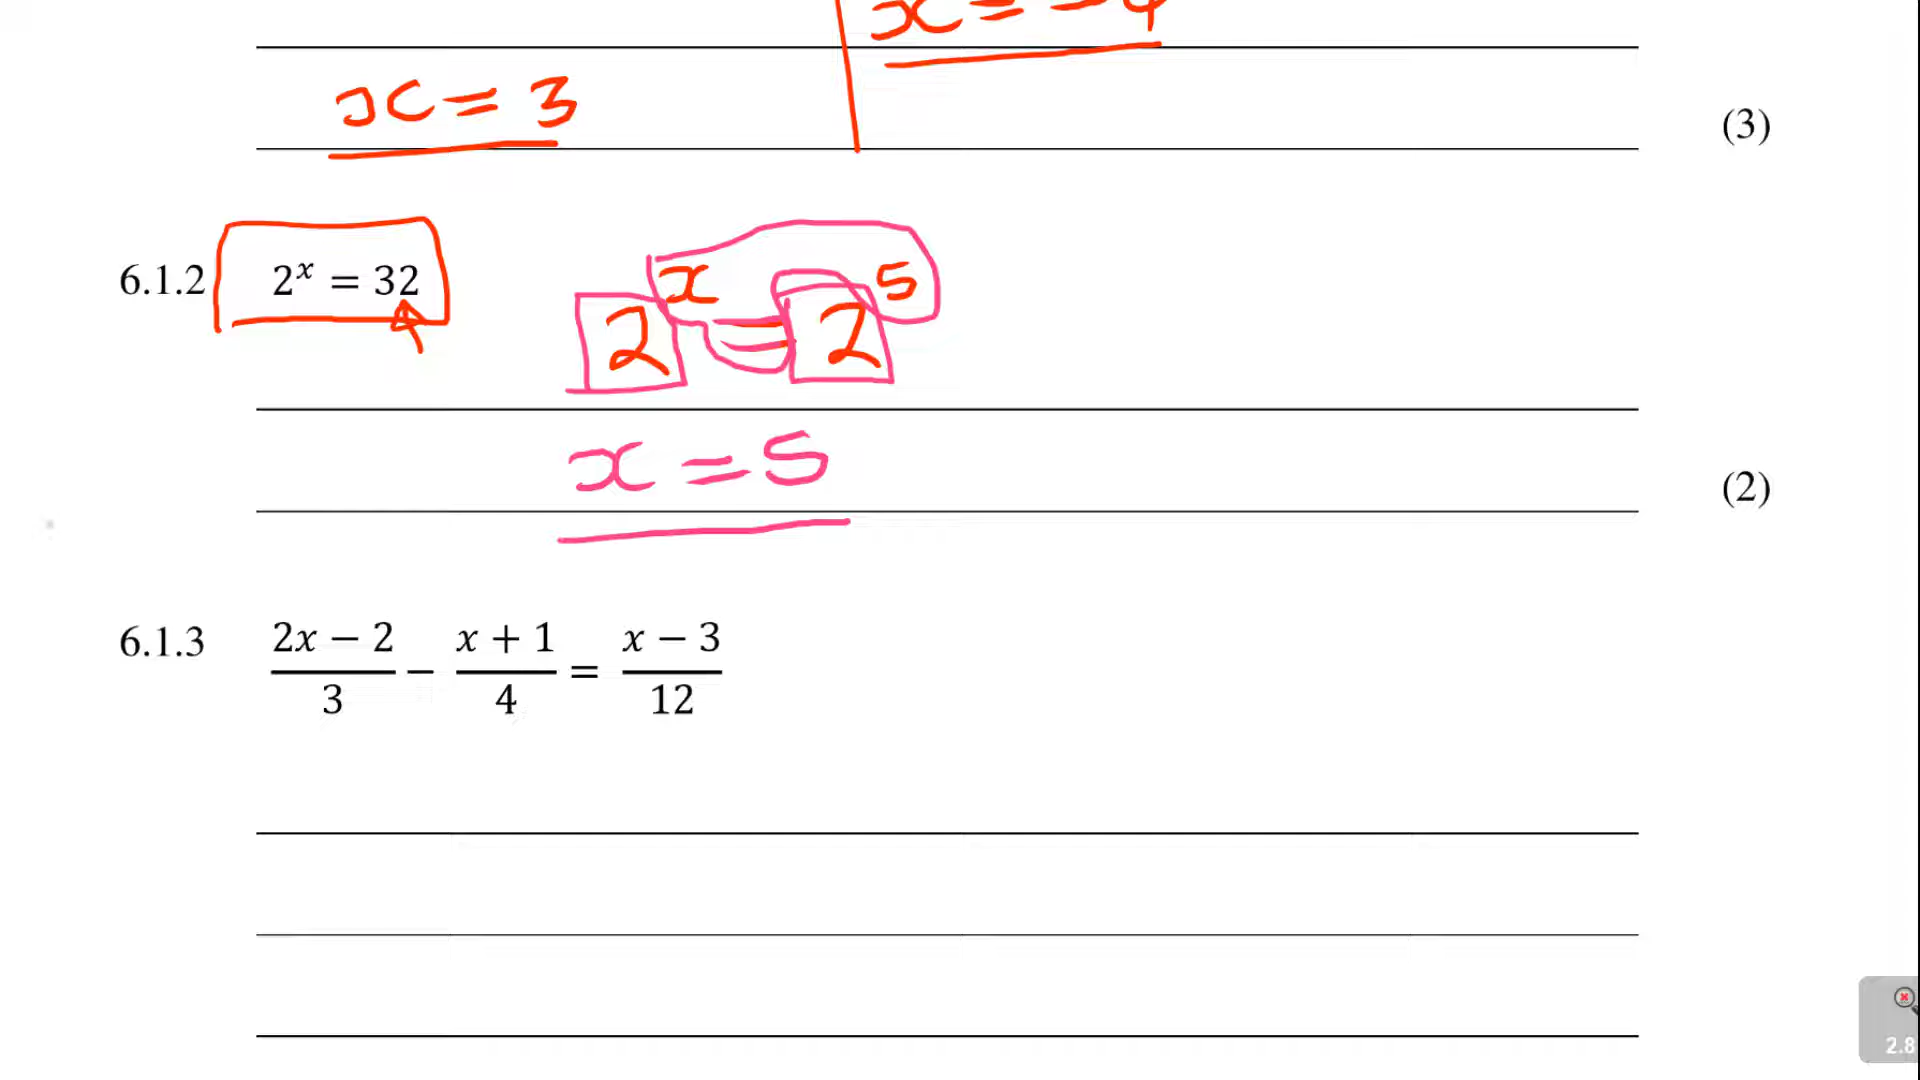 x = -4
x = 3
(3)
6.1.2 2^x = 32 2^x = 2^5
x = 5
(2)
6.1.3 (2x − 2)/3 − (x + 1)/4 = (x − 3)/12
2.8